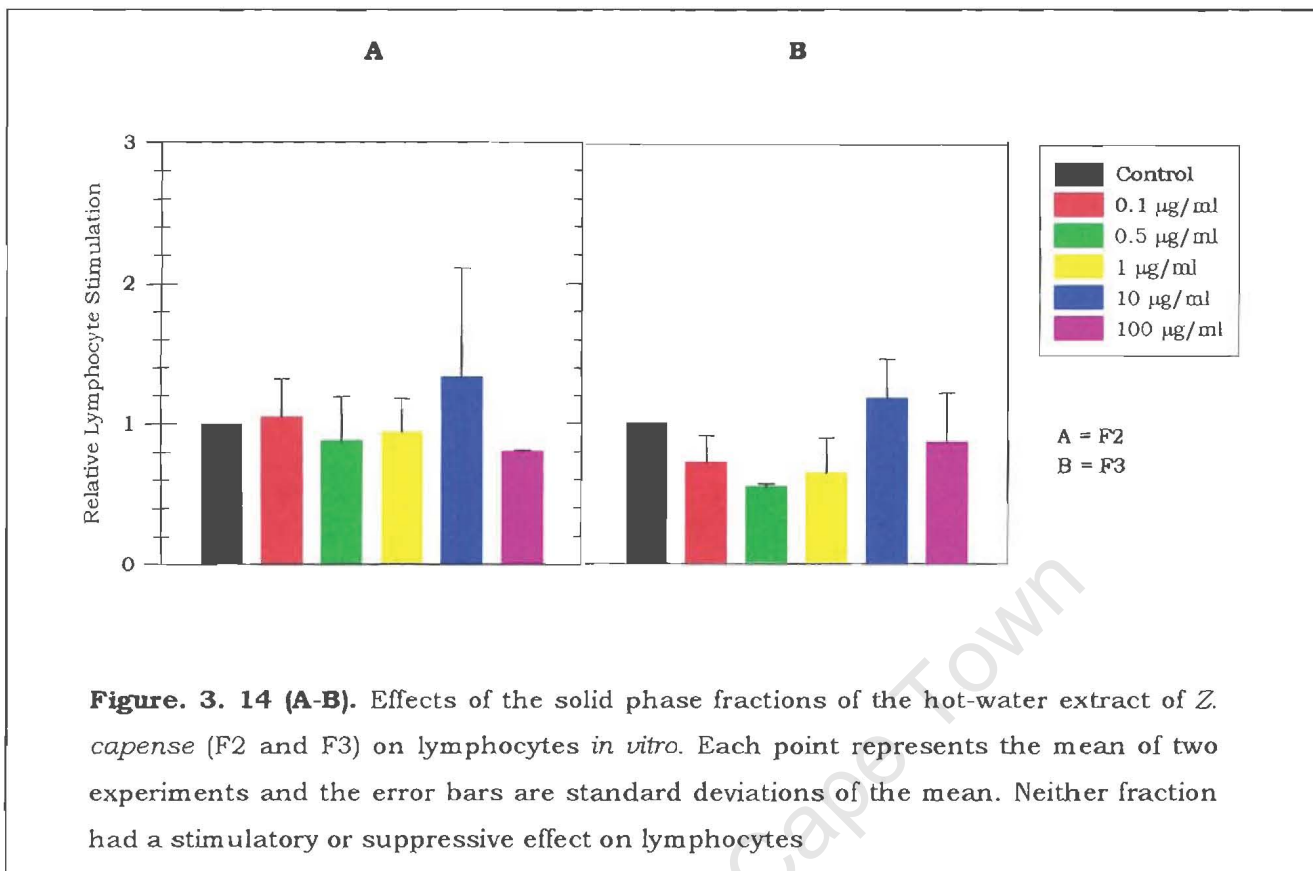 A
B
3
2
1
0
Relative Lymphocyte Stimulation
Control
0.1 µg/ml
0.5 µg/ml
1 µg/ml
10 µg/ml
100 µg/ml
A = F2
B = F3
Figure. 3. 14 (A-B). Effects of the solid phase fractions of the hot-water extract of Z.
capense (F2 and F3) on lymphocytes in vitro. Each point represents the mean of two
experiments and the error bars are standard deviations of the mean. Neither fraction
had a stimulatory or suppressive effect on lymphocytes
Cape Town